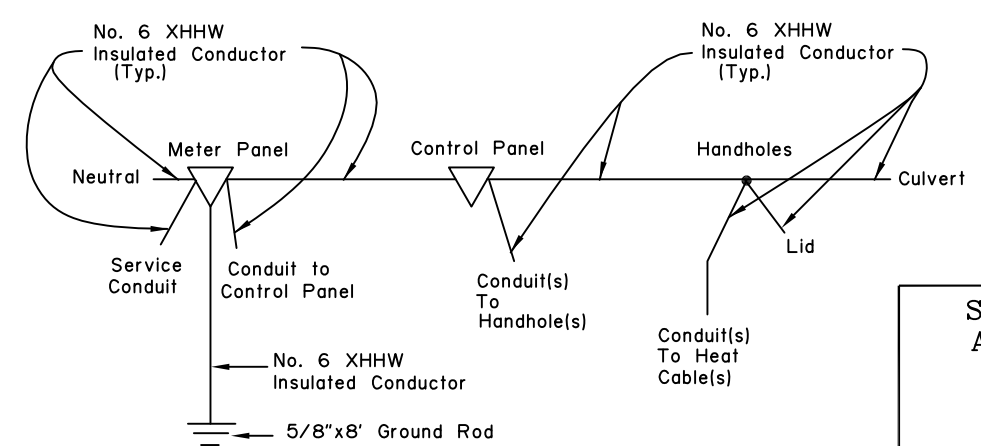 No. 6 XHHW
Insulated Conductor
(Typ.)
No. 6 XHHW
Insulated Conductor
(Typ.)
Meter Panel
Control Panel
Handholes
Neutral
Culvert
Lid
Service
Conduit
Conduit to
Control Panel
Conduit(s)
To
Handhole(s)
Conduit(s)
To Heat
Cable(s)
No. 6 XHHW
Insulated Conductor
5/8"x8' Ground Rod
S